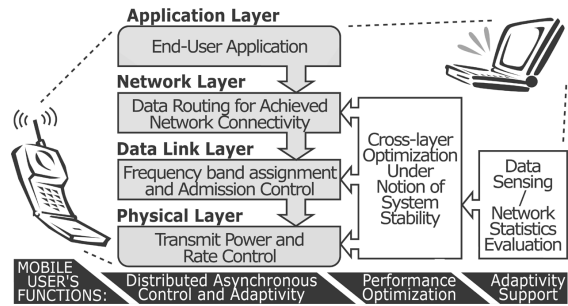 Application Layer
End-User Application
Network Layer
Data Routing for Achieved
Network Connectivity
Data Link Layer
Frequency band assignment
and Admission Control
Physical Layer
Transmit Power and
Rate Control
Cross-layer
Optimization
Under
Notion of
System
Stability
Data
Sensing
/
Network
Statistics
Evaluation
MOBILE
USER'S
FUNCTIONS:
Distributed Asynchronous
Control and Adaptivity
Performance
Optimization
Adaptivity
Support